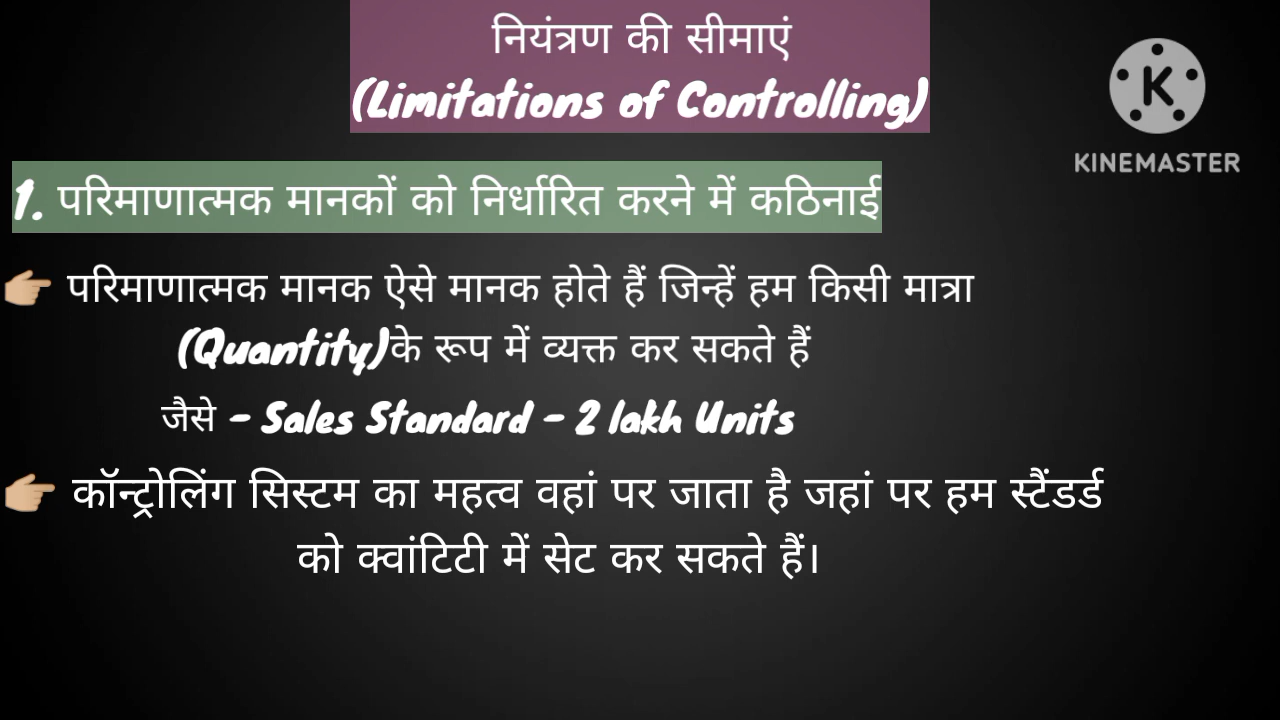 नियंत्रण की सीमाएं
(Limitations of Controlling)
KINEMASTER
1. परिमाणात्मक मानकों को निर्धारित करने में कठिनाई
👉 परिमाणात्मक मानक ऐसे मानक होते हैं जिन्हें हम किसी मात्रा
(Quantity)के रूप में व्यक्त कर सकते हैं
जैसे - Sales Standard - 2 lakh Units
👉 कॉन्ट्रोलिंग सिस्टम का महत्व वहां पर जाता है जहां पर हम स्टैंडर्ड
को क्वांटिटी में सेट कर सकते हैं।